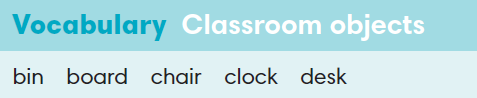 Vocabulary Classroom objects
bin board chair clock desk